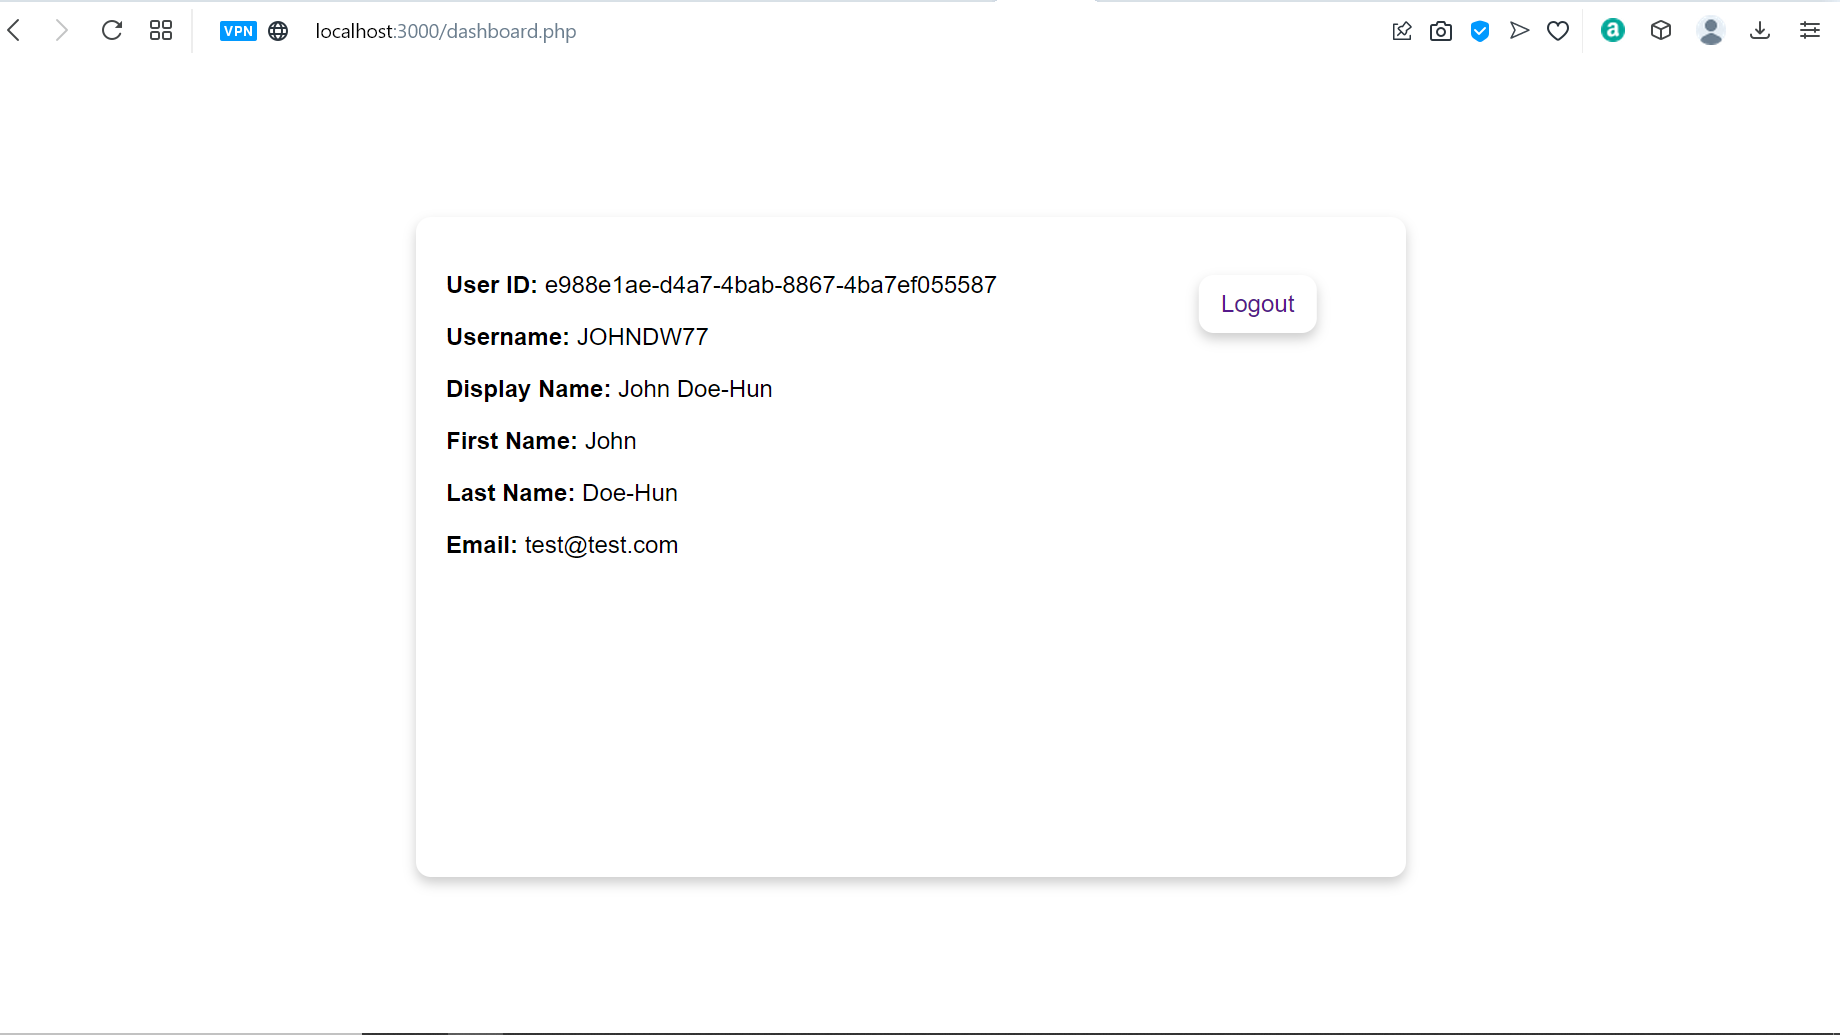 VPN localhost:3000/dashboard.php a
User ID: e988e1ae-d4a7-4bab-8867-4ba7ef055587
Logout
Username: JOHNDW77
Display Name: John Doe-Hun
First Name: John
Last Name: Doe-Hun
Email: test@test.com